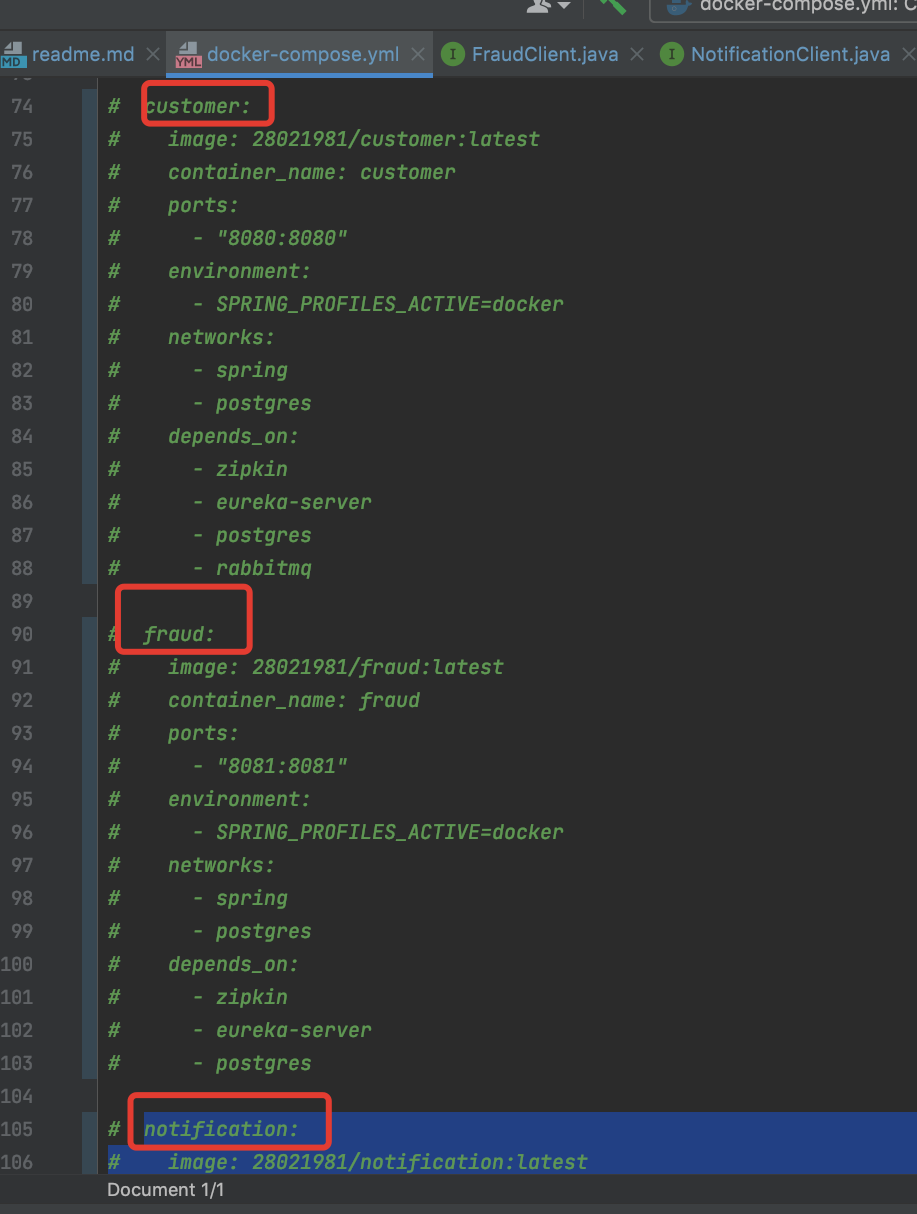 docker-compose.yml: C
MD readme.md YML docker-compose.yml I FraudClient.java I NotificationClient.java
74 # customer:
75 # image: 28021981/customer:latest
76 # container_name: customer
77 # ports:
78 # - "8080:8080"
79 # environment:
80 # - SPRING_PROFILES_ACTIVE=docker
81 # networks:
82 # - spring
83 # - postgres
84 # depends_on:
85 # - zipkin
86 # - eureka-server
87 # - postgres
88 # - rabbitmq
89
90 # fraud:
91 # image: 28021981/fraud:latest
92 # container_name: fraud
93 # ports:
94 # - "8081:8081"
95 # environment:
96 # - SPRING_PROFILES_ACTIVE=docker
97 # networks:
98 # - spring
99 # - postgres
100 # depends_on:
101 # - zipkin
102 # - eureka-server
103 # - postgres
104
105 # notification:
106 # image: 28021981/notification:latest
Document 1/1